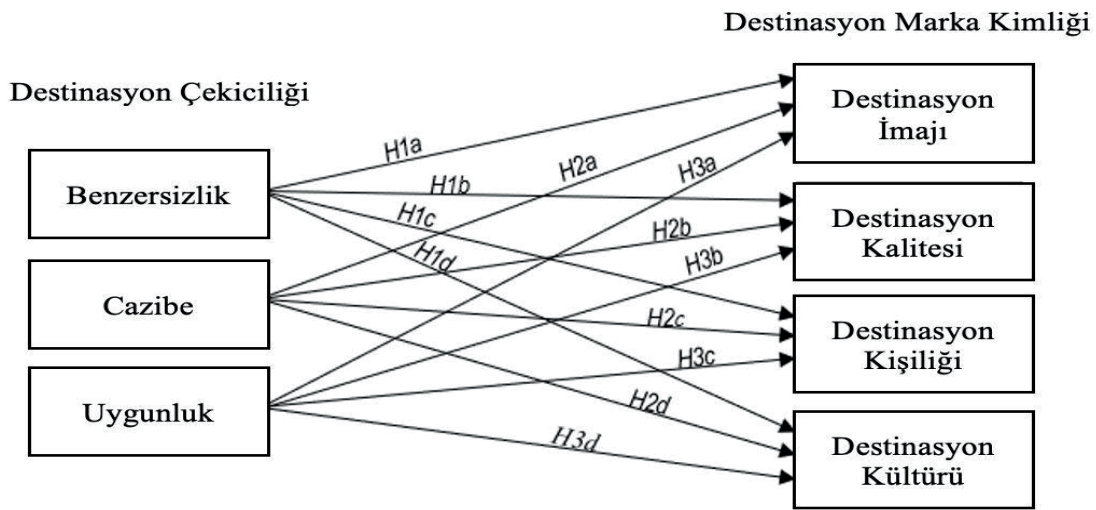 Destinasyon Marka Kimliği
Destinasyon Çekiciliği
Benzersizlik
Cazibe
Uygunluk
H1a
H1b
H1c
H1d
H2a
H2b
H2c
H2d
H3a
H3b
H3c
H3d
Destinasyon
İmajı
Destinasyon
Kalitesi
Destinasyon
Kişiliği
Destinasyon
Kültürü